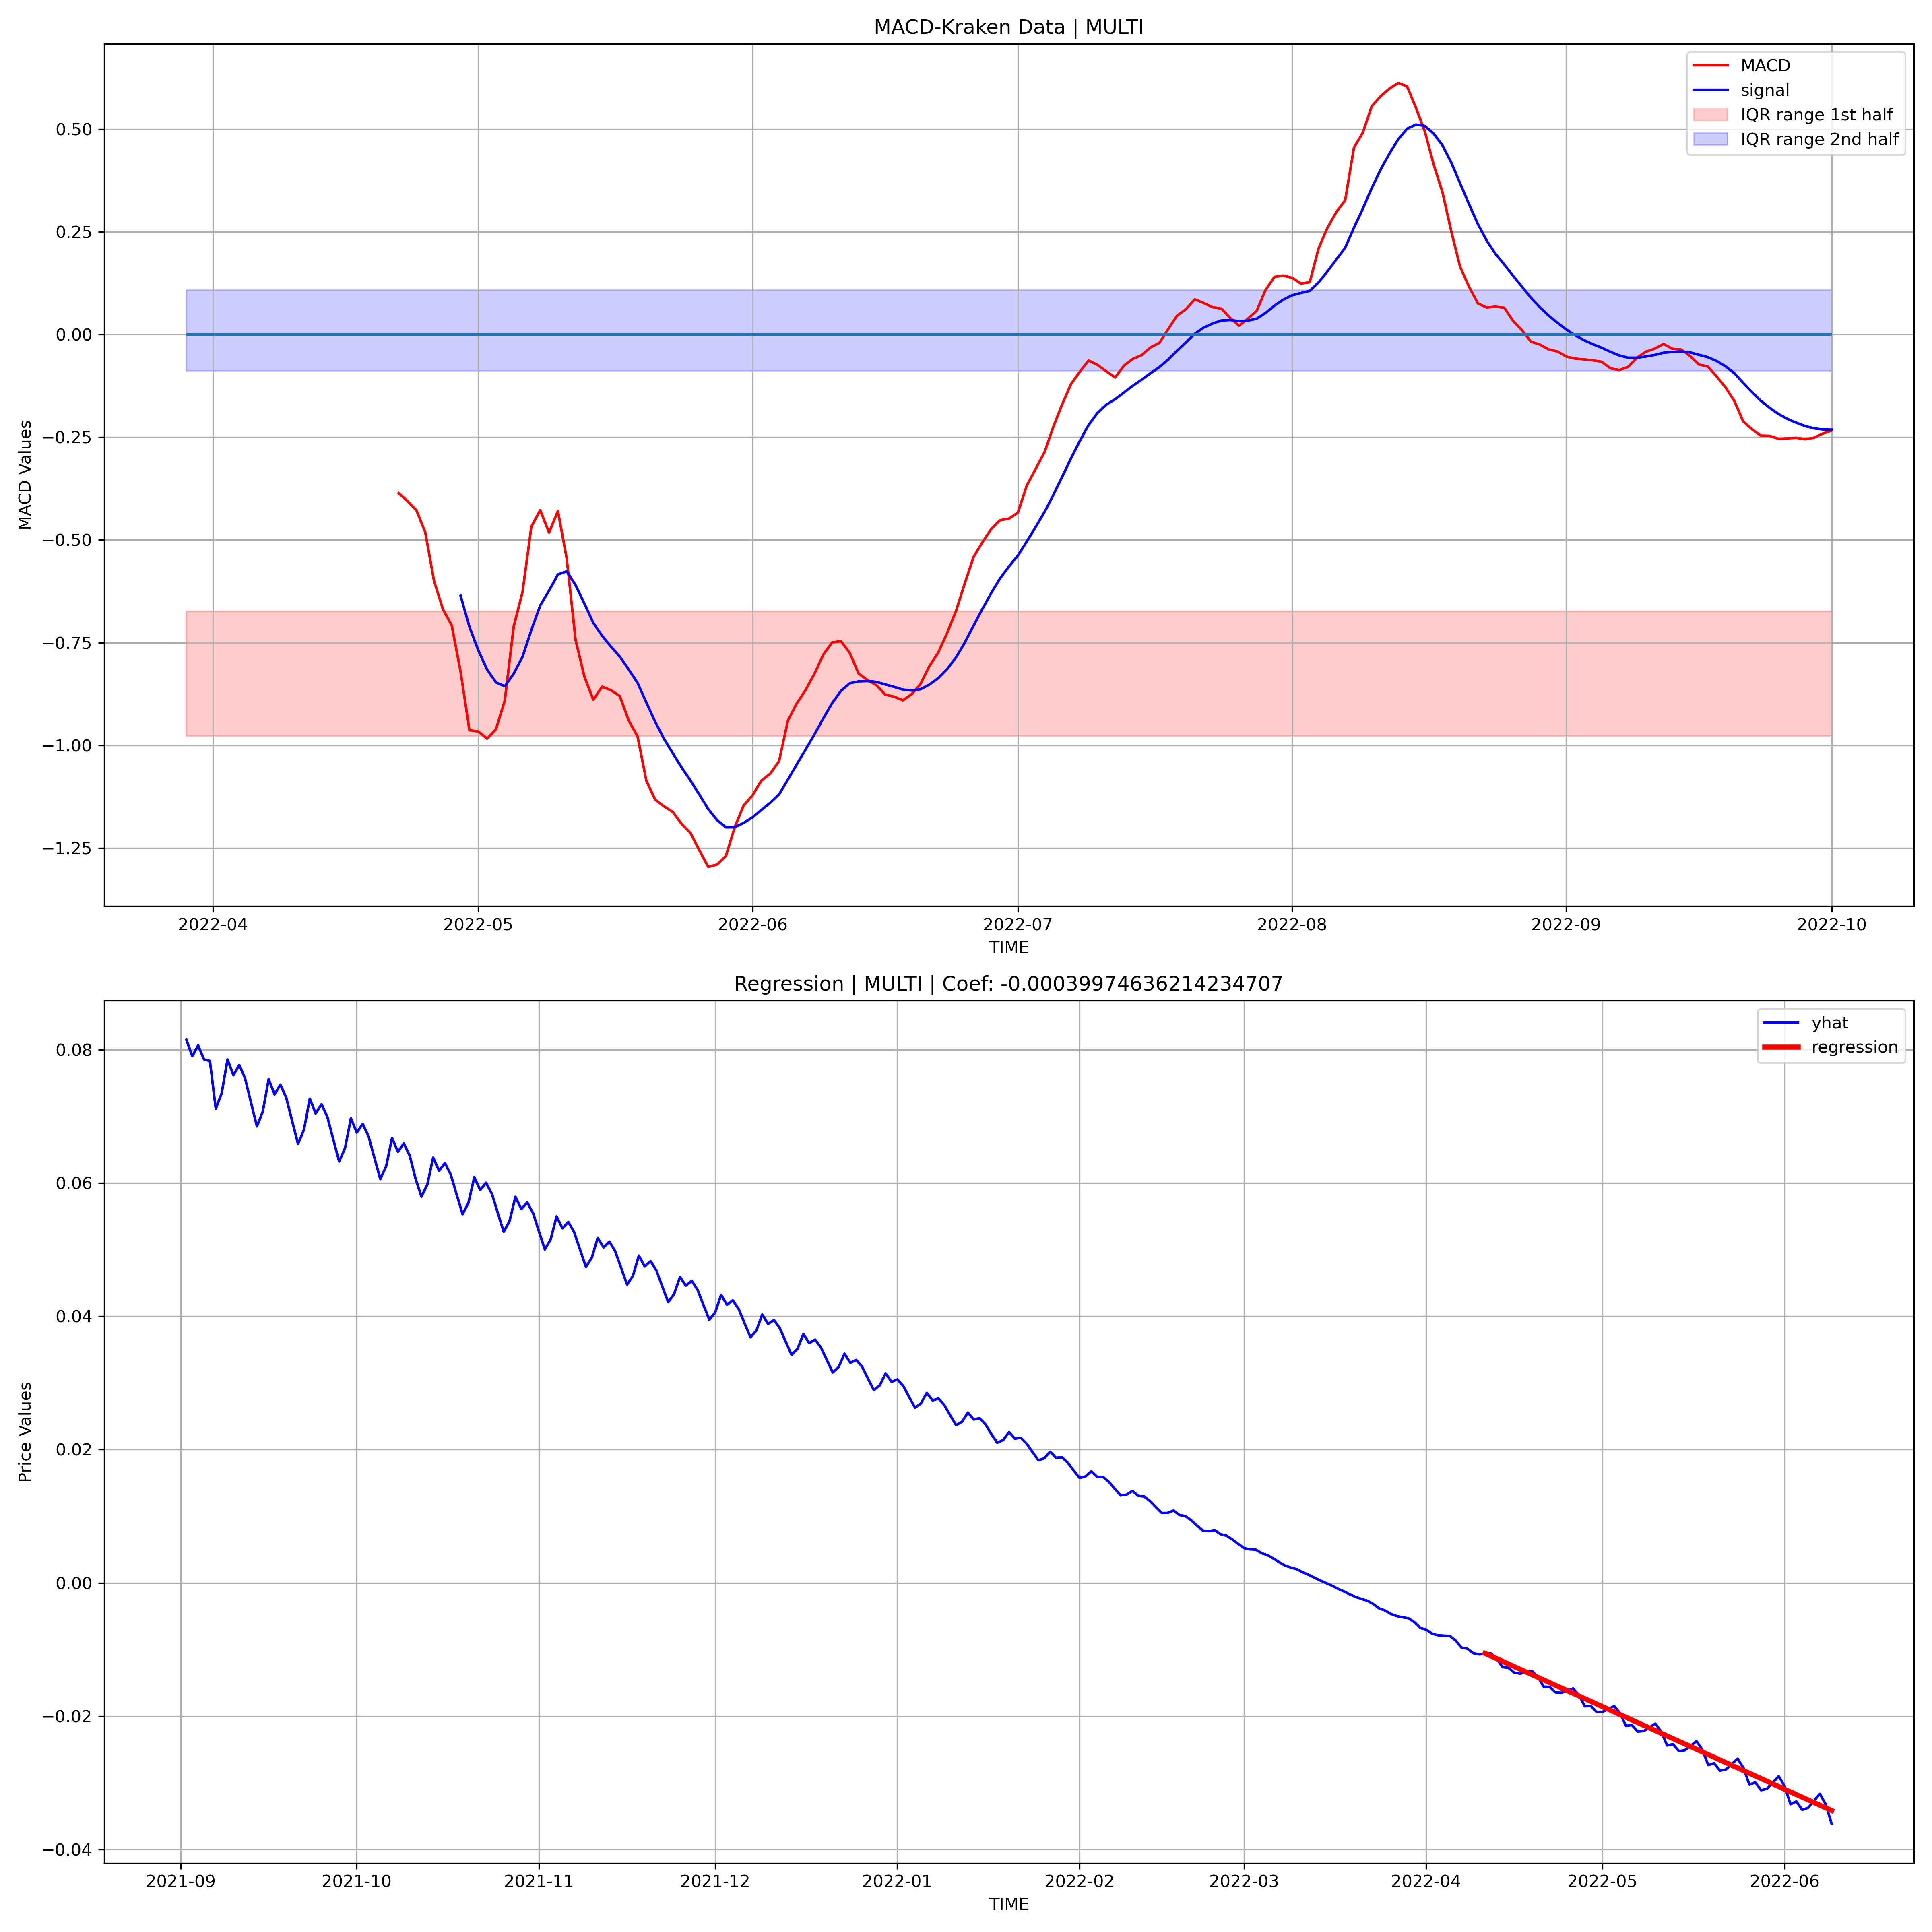 MACD-Kraken Data | MULTI
MACD
signal
IQR range 1st half
IQR range 2nd half
0.50
0.25
0.00
−0.25
−0.50
−0.75
−1.00
−1.25
MACD Values
2022-04 2022-05 2022-06 2022-07 2022-08 2022-09 2022-10
TIME
Regression | MULTI | Coef: -0.00039974636214234707
yhat
regression
0.08
0.06
0.04
0.02
0.00
−0.02
−0.04
Price Values
2021-09 2021-10 2021-11 2021-12 2022-01 2022-02 2022-03 2022-04 2022-05 2022-06
TIME